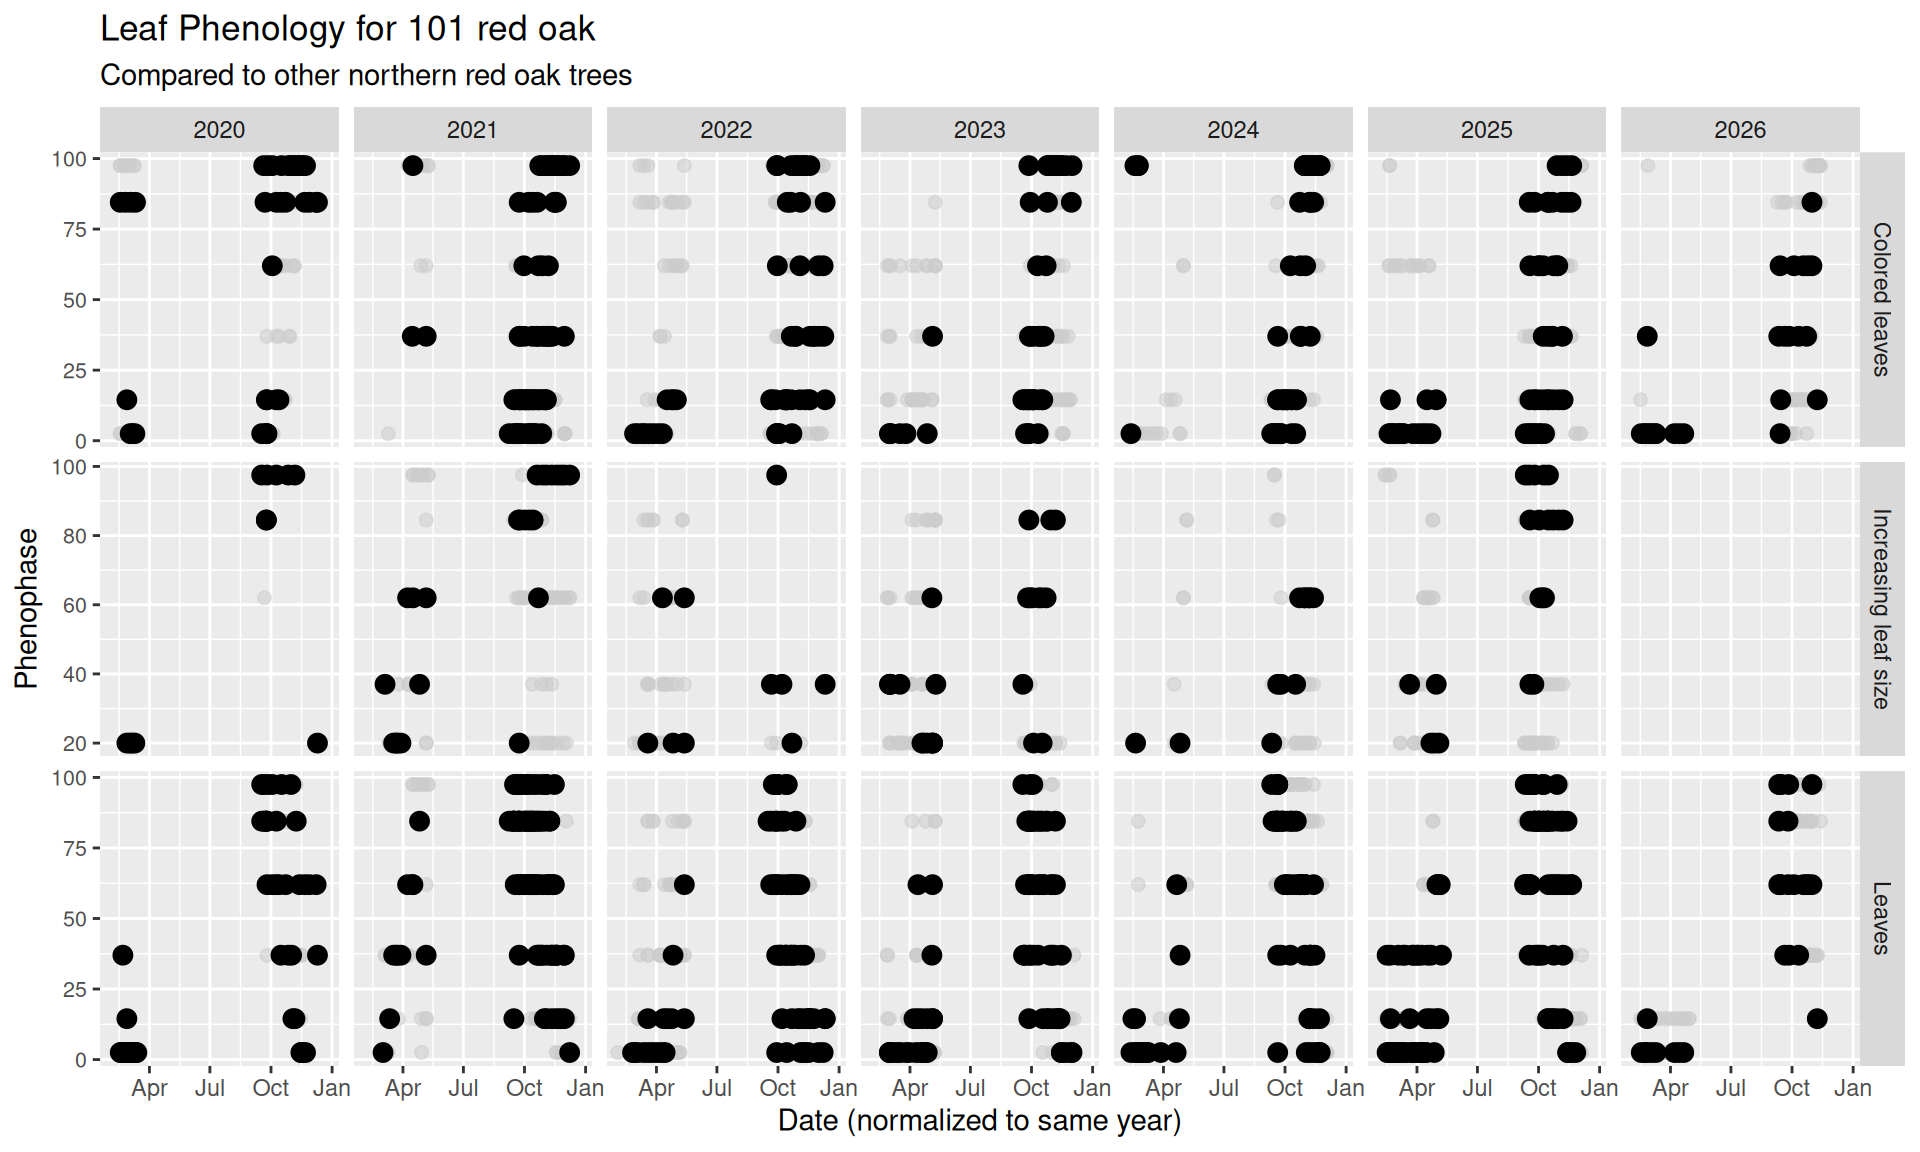 Leaf Phenology for 101 red oak
Compared to other northern red oak trees
2020 2021 2022 2023 2024 2025 2026
100
75
50
25
0
Colored leaves
100
80
60
40
20
Increasing leaf size
100
75
50
25
0
Leaves
Phenophase
Apr Jul Oct Jan Apr Jul Oct Jan Apr Jul Oct Jan Apr Jul Oct Jan Apr Jul Oct Jan Apr Jul Oct Jan Apr Jul Oct Jan
Date (normalized to same year)